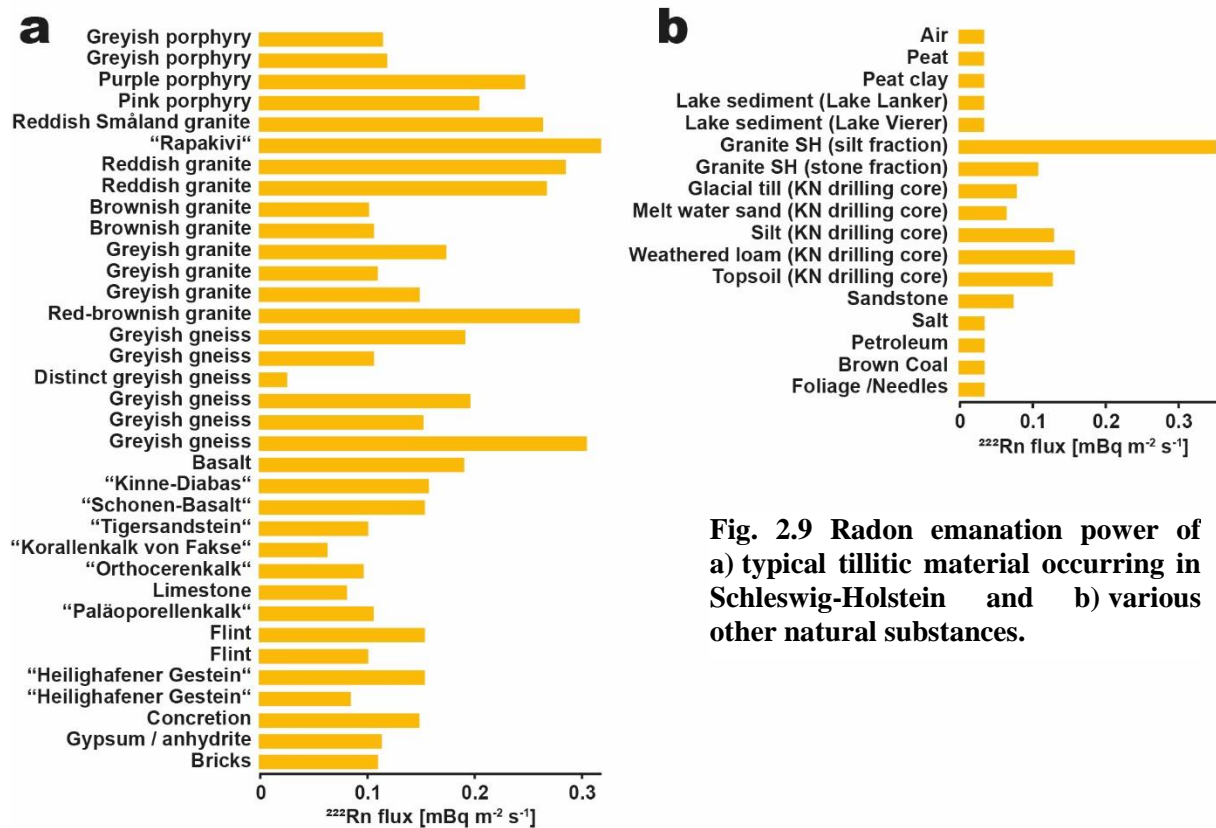 a
Greyish porphyry
Greyish porphyry
Purple porphyry
Pink porphyry
Reddish Småland granite
“Rapakivi“
Reddish granite
Reddish granite
Brownish granite
Brownish granite
Greyish granite
Greyish granite
Greyish granite
Red-brownish granite
Greyish gneiss
Greyish gneiss
Distinct greyish gneiss
Greyish gneiss
Greyish gneiss
Greyish gneiss
Basalt
“Kinne-Diabas“
“Schonen-Basalt“
“Tigersandstein“
“Korallenkalk von Fakse“
“Orthocerenkalk“
Limestone
“Paläoporellenkalk“
Flint
Flint
“Heilighafener Gestein“
“Heilighafener Gestein“
Concretion
Gypsum / anhydrite
Bricks
0 0.1 0.2 0.3
²²²Rn flux [mBq m⁻² s⁻¹]
b
Air
Peat
Peat clay
Lake sediment (Lake Lanker)
Lake sediment (Lake Vierer)
Granite SH (silt fraction)
Granite SH (stone fraction)
Glacial till (KN drilling core)
Melt water sand (KN drilling core)
Silt (KN drilling core)
Weathered loam (KN drilling core)
Topsoil (KN drilling core)
Sandstone
Salt
Petroleum
Brown Coal
Foliage /Needles
0 0.1 0.2 0.3
²²²Rn flux [mBq m⁻² s⁻¹]
Fig. 2.9 Radon emanation power of
a) typical tillitic material occurring in
Schleswig-Holstein and b) various
other natural substances.